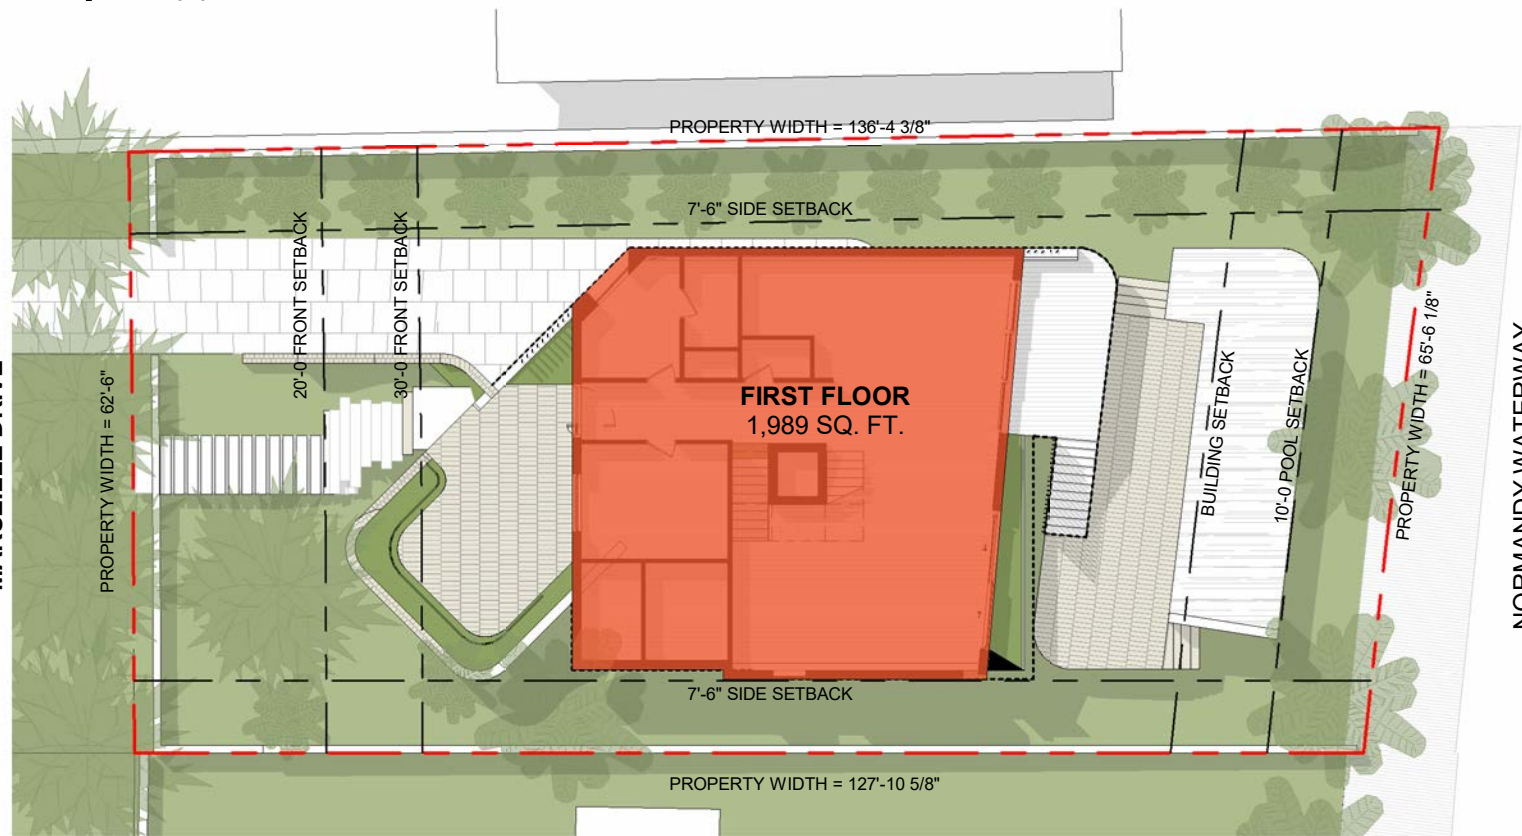 PROPERTY WIDTH = 136'-4 3/8"
7'-6" SIDE SETBACK
20'-0 FRONT SETBACK
30'-0 FRONT SETBACK
PROPERTY WIDTH = 62'-6"
FIRST FLOOR
1,989 SQ. FT.
BUILDING SETBACK
10'-0 POOL SETBACK
PROPERTY WIDTH = 65'-6 1/8"
NORMANDY WATERWAY
7'-6" SIDE SETBACK
PROPERTY WIDTH = 127'-10 5/8"